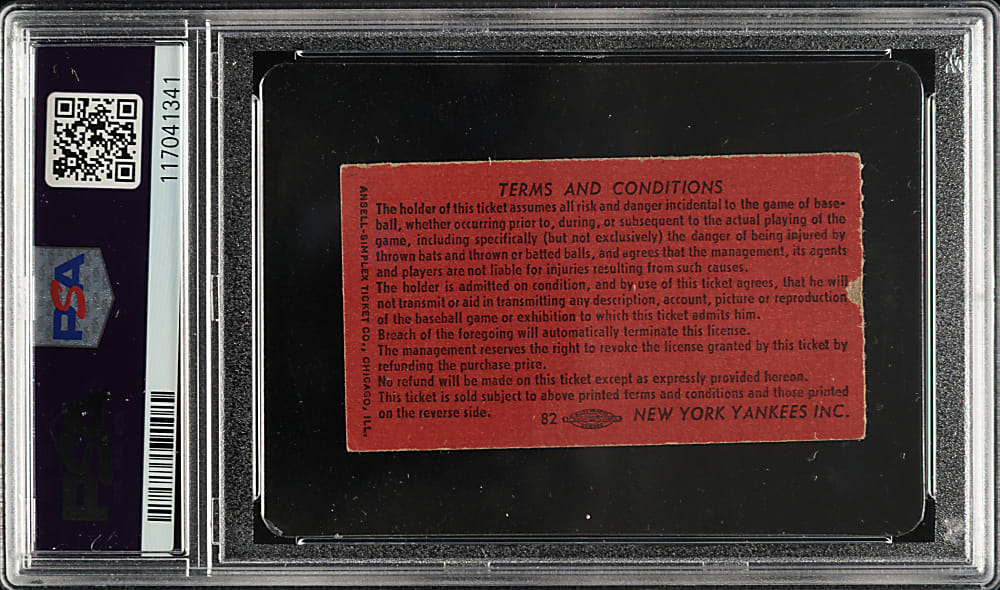 PSA
117041341
PSA
TERMS AND CONDITIONS
The holder of this ticket assumes all risk and danger incidental to the game of base-
ball, whether occurring prior to, during, or subsequent to the actual playing of the
game, including specifically (but not exclusively) the danger of being injured by
thrown bats and thrown or batted balls, and agrees that the management, its agents
and players are not liable for injuries resulting from such causes.
The holder is admitted on condition, and by use of this ticket agrees, that he will
not transmit or aid in transmitting any description, account, picture or reproduction
of the baseball game or exhibition to which this ticket admits him.
Breach of the foregoing will automatically terminate this license.
The management reserves the right to revoke the license granted by this ticket by
refunding the purchase price.
No refund will be made on this ticket except as expressly provided hereon.
This ticket is sold subject to above printed terms and conditions and those printed
on the reverse side.
82 NEW YORK YANKEES INC.
ANSELL-SIMPLEX TICKET CO., CHICAGO, ILL.